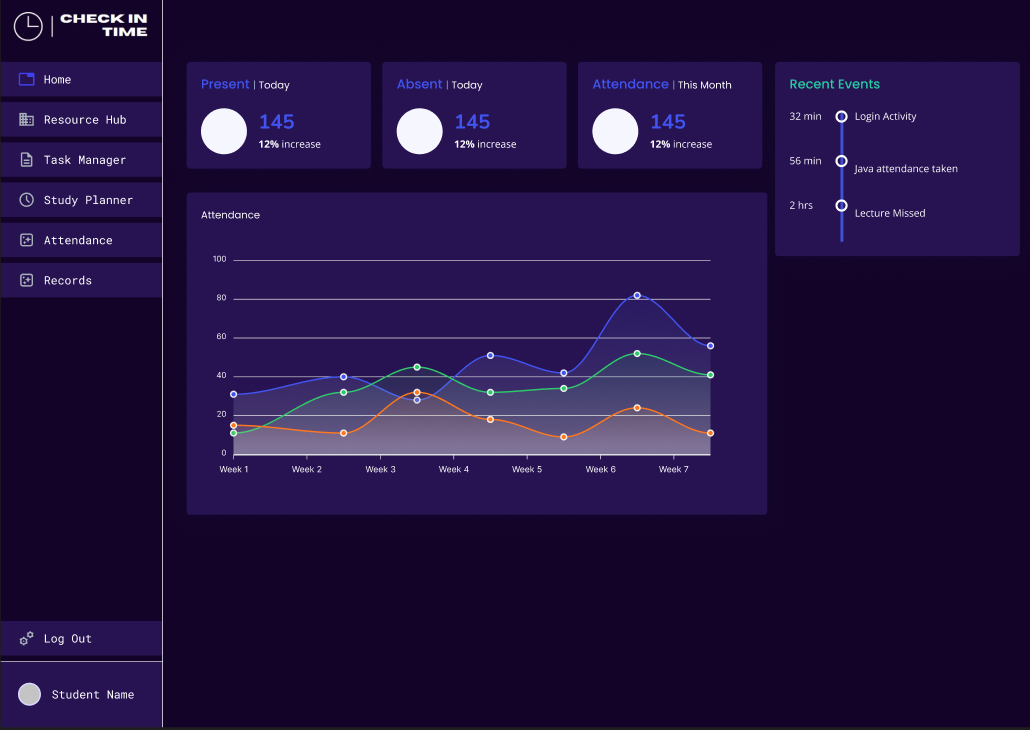 CHECK IN
TIME
Home
Resource Hub
Task Manager
Study Planner
Attendance
Records
Log Out
Student Name
Present | Today
145
12% increase
Absent | Today
145
12% increase
Attendance | This Month
145
12% increase
Recent Events
32 min Login Activity
56 min Java attendance taken
2 hrs Lecture Missed
Attendance
100
80
60
40
20
0
Week 1 Week 2 Week 3 Week 4 Week 5 Week 6 Week 7